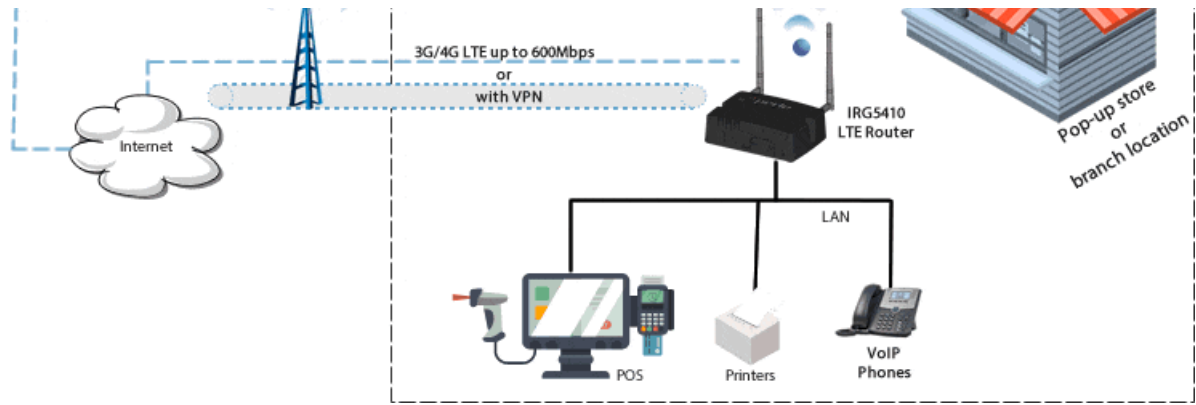 3G/4G LTE up to 600Mbps
or
with VPN
Internet
IRG5410
LTE Router
Pop-up store
or
branch location
LAN
POS
Printers
VoIP
Phones